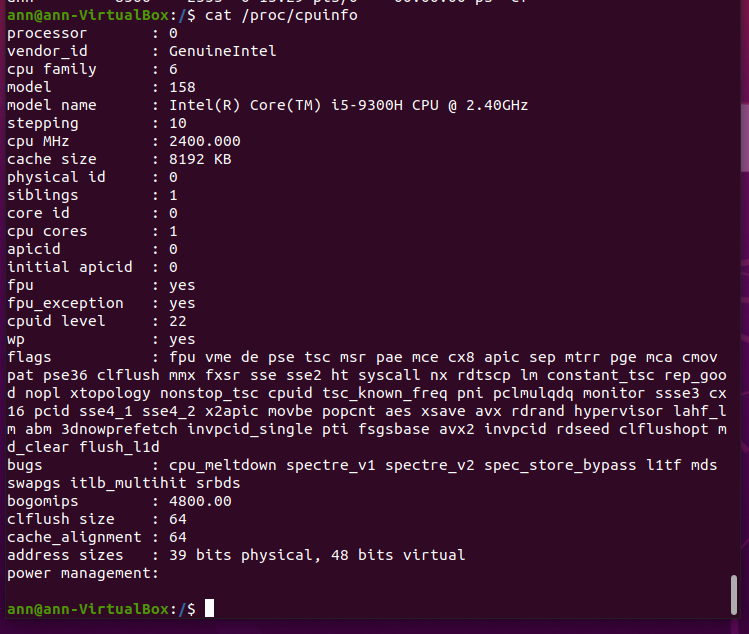 ann@ann-VirtualBox:/$ cat /proc/cpuinfo
processor : 0
vendor_id : GenuineIntel
cpu family : 6
model : 158
model name : Intel(R) Core(TM) i5-9300H CPU @ 2.40GHz
stepping : 10
cpu MHz : 2400.000
cache size : 8192 KB
physical id : 0
siblings : 1
core id : 0
cpu cores : 1
apicid : 0
initial apicid : 0
fpu : yes
fpu_exception : yes
cpuid level : 22
wp : yes
flags : fpu vme de pse tsc msr pae mce cx8 apic sep mtrr pge mca cmov
pat pse36 clflush mmx fxsr sse sse2 ht syscall nx rdtscp lm constant_tsc rep_goo
d nopl xtopology nonstop_tsc cpuid tsc_known_freq pni pclmulqdq monitor ssse3 cx
16 pcid sse4_1 sse4_2 x2apic movbe popcnt aes xsave avx rdrand hypervisor lahf_l
m abm 3dnowprefetch invpcid_single pti fsgsbase avx2 invpcid rdseed clflushopt m
d_clear flush_l1d
bugs : cpu_meltdown spectre_v1 spectre_v2 spec_store_bypass l1tf mds
swapgs itlb_multihit srbds
bogomips : 4800.00
clflush size : 64
cache_alignment : 64
address sizes : 39 bits physical, 48 bits virtual
power management:
ann@ann-VirtualBox:/$